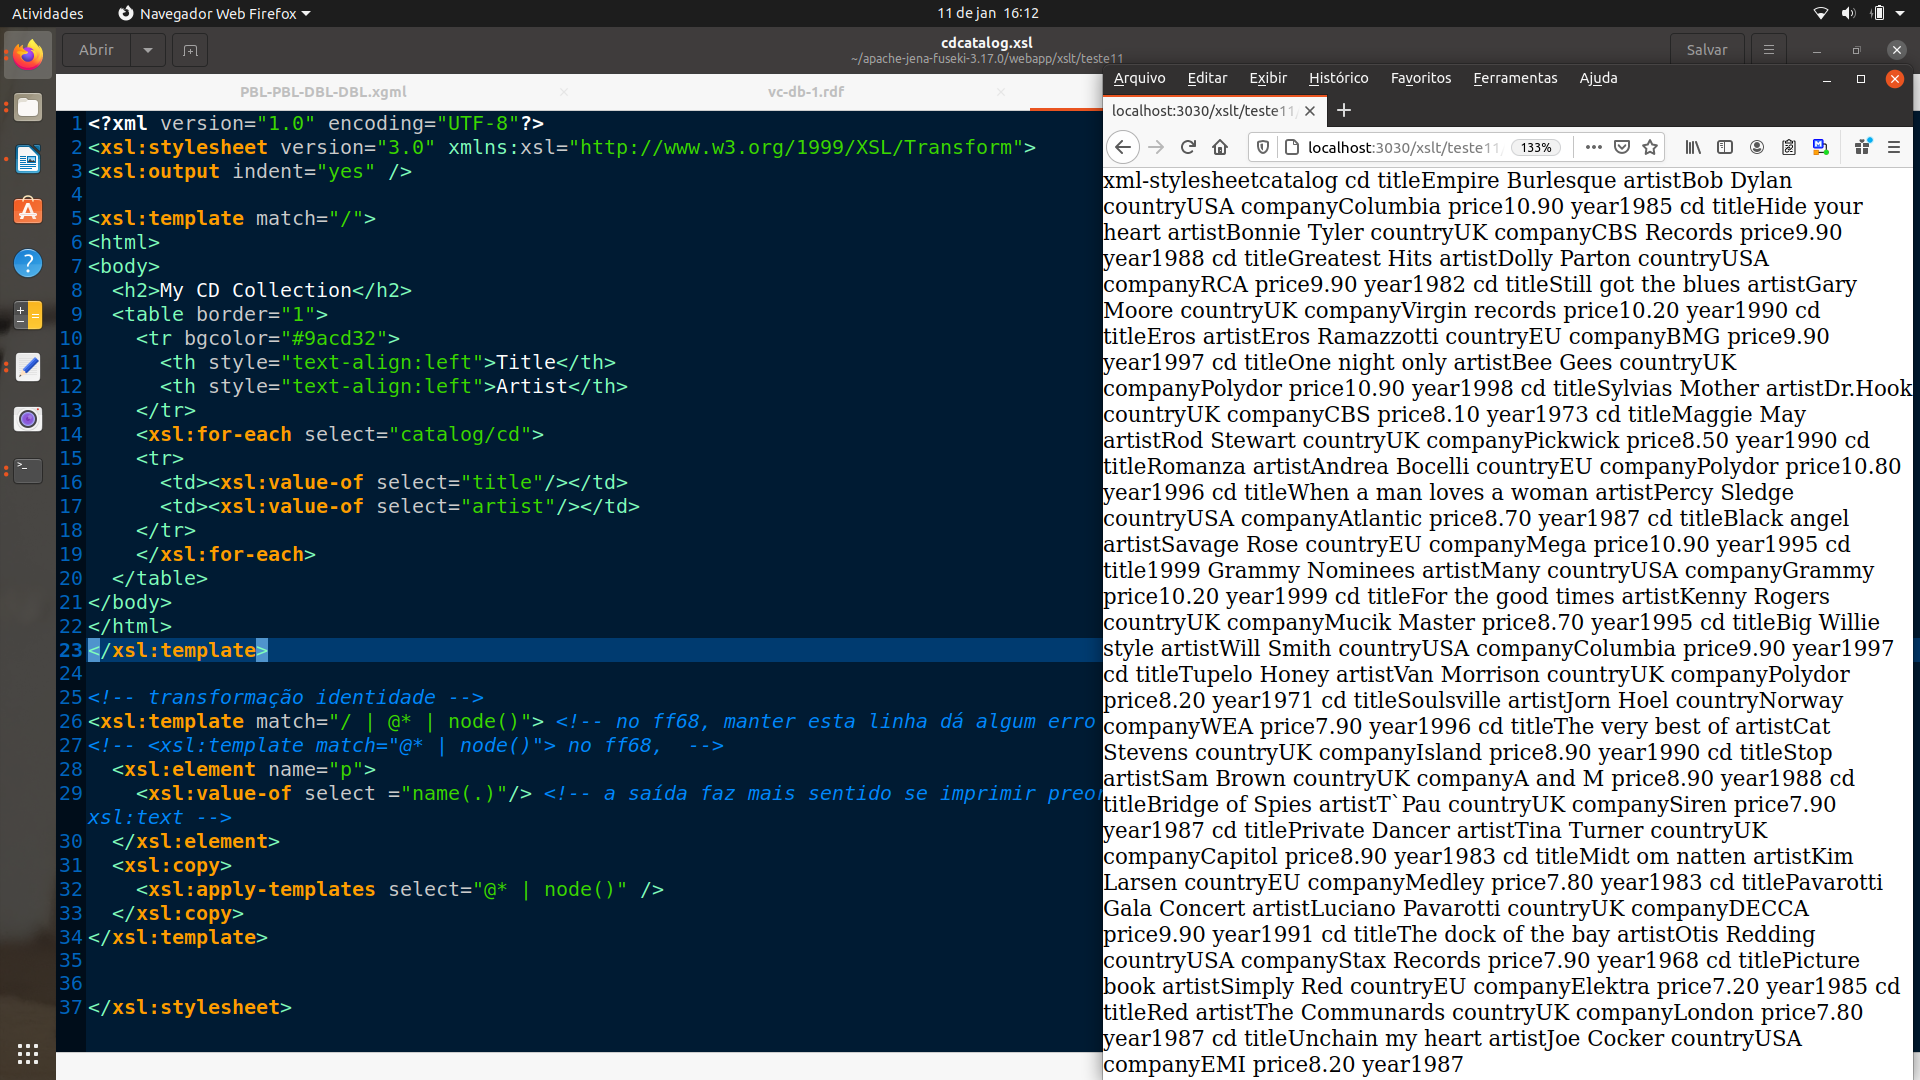 Atividades
Navegador Web Firefox
11 de jan 16:12
Abrir
cdcatalog.xsl
~/apache-jena-fuseki-3.17.0/webapp/xslt/teste11
Salvar
PBL-PBL-DBL-DBL.xgml
vc-db-1.rdf
1 <?xml version="1.0" encoding="UTF-8"?>
2 <xsl:stylesheet version="3.0" xmlns:xsl="http://www.w3.org/1999/XSL/Transform">
3 <xsl:output indent="yes" />
4
5 <xsl:template match="/">
6 <html>
7 <body>
8   <h2>My CD Collection</h2>
9   <table border="1">
10     <tr bgcolor="#9acd32">
11       <th style="text-align:left">Title</th>
12       <th style="text-align:left">Artist</th>
13     </tr>
14     <xsl:for-each select="catalog/cd">
15     <tr>
16       <td><xsl:value-of select="title"/></td>
17       <td><xsl:value-of select="artist"/></td>
18     </tr>
19     </xsl:for-each>
20   </table>
21 </body>
22 </html>
23 </xsl:template>
24
25 <!-- transformação identidade -->
26 <xsl:template match="/ | @* | node()"> <!-- no ff68, manter esta linha dá algum erro
27 <!-- <xsl:template match="@* | node()"> no ff68,  -->
28   <xsl:element name="p">
29     <xsl:value-of select ="name(.)"/> <!-- a saída faz mais sentido se imprimir
xsl:text -->
30   </xsl:element>
31   <xsl:copy>
32     <xsl:apply-templates select="@* | node()" />
33   </xsl:copy>
34 </xsl:template>
35
36
37 </xsl:stylesheet>
Arquivo Editar Exibir Histórico Favoritos Ferramentas Ajuda
localhost:3030/xslt/teste11/
localhost:3030/xslt/teste11/ 133%
xml-stylesheetcatalog cd titleEmpire Burlesque artistBob Dylan
countryUSA companyColumbia price10.90 year1985 cd titleHide your
heart artistBonnie Tyler countryUK companyCBS Records price9.90
year1988 cd titleGreatest Hits artistDolly Parton countryUSA
companyRCA price9.90 year1982 cd titleStill got the blues artistGary
Moore countryUK companyVirgin records price10.20 year1990 cd
titleEros artistEros Ramazzotti countryEU companyBMG price9.90
year1997 cd titleOne night only artistBee Gees countryUK
companyPolydor price10.90 year1998 cd titleSylvias Mother artistDr.Hook
countryUK companyCBS price8.10 year1973 cd titleMaggie May
artistRod Stewart countryUK companyPickwick price8.50 year1990 cd
titleRomanza artistAndrea Bocelli countryEU companyPolydor price10.80
year1996 cd titleWhen a man loves a woman artistPercy Sledge
countryUSA companyAtlantic price8.70 year1987 cd titleBlack angel
artistSavage Rose countryEU companyMega price10.90 year1995 cd
title1999 Grammy Nominees artistMany countryUSA companyGrammy
price10.20 year1999 cd titleFor the good times artistKenny Rogers
countryUK companyMucik Master price8.70 year1995 cd titleBig Willie
style artistWill Smith countryUSA companyColumbia price9.90 year1997
cd titleTupelo Honey artistVan Morrison countryUK companyPolydor
price8.20 year1971 cd titleSoulsville artistJorn Hoel countryNorway
companyWEA price7.90 year1996 cd titleThe very best of artistCat
Stevens countryUK companyIsland price8.90 year1990 cd titleStop
artistSam Brown countryUK companyA and M price8.90 year1988 cd
titleBridge of Spies artistT`Pau countryUK companySiren price7.90
year1987 cd titlePrivate Dancer artistTina Turner countryUK
companyCapitol price8.90 year1983 cd titleMidt om natten artistKim
Larsen countryEU companyMedley price7.80 year1983 cd titlePavarotti
Gala Concert artistLuciano Pavarotti countryUK companyDECCA
price9.90 year1991 cd titleThe dock of the bay artistOtis Redding
countryUSA companyStax Records price7.90 year1968 cd titlePicture
book artistSimply Red countryEU companyElektra price7.20 year1985 cd
titleRed artistThe Communards countryUK companyLondon price7.80
year1987 cd titleUnchain my heart artistJoe Cocker countryUSA
companyEMI price8.20 year1987